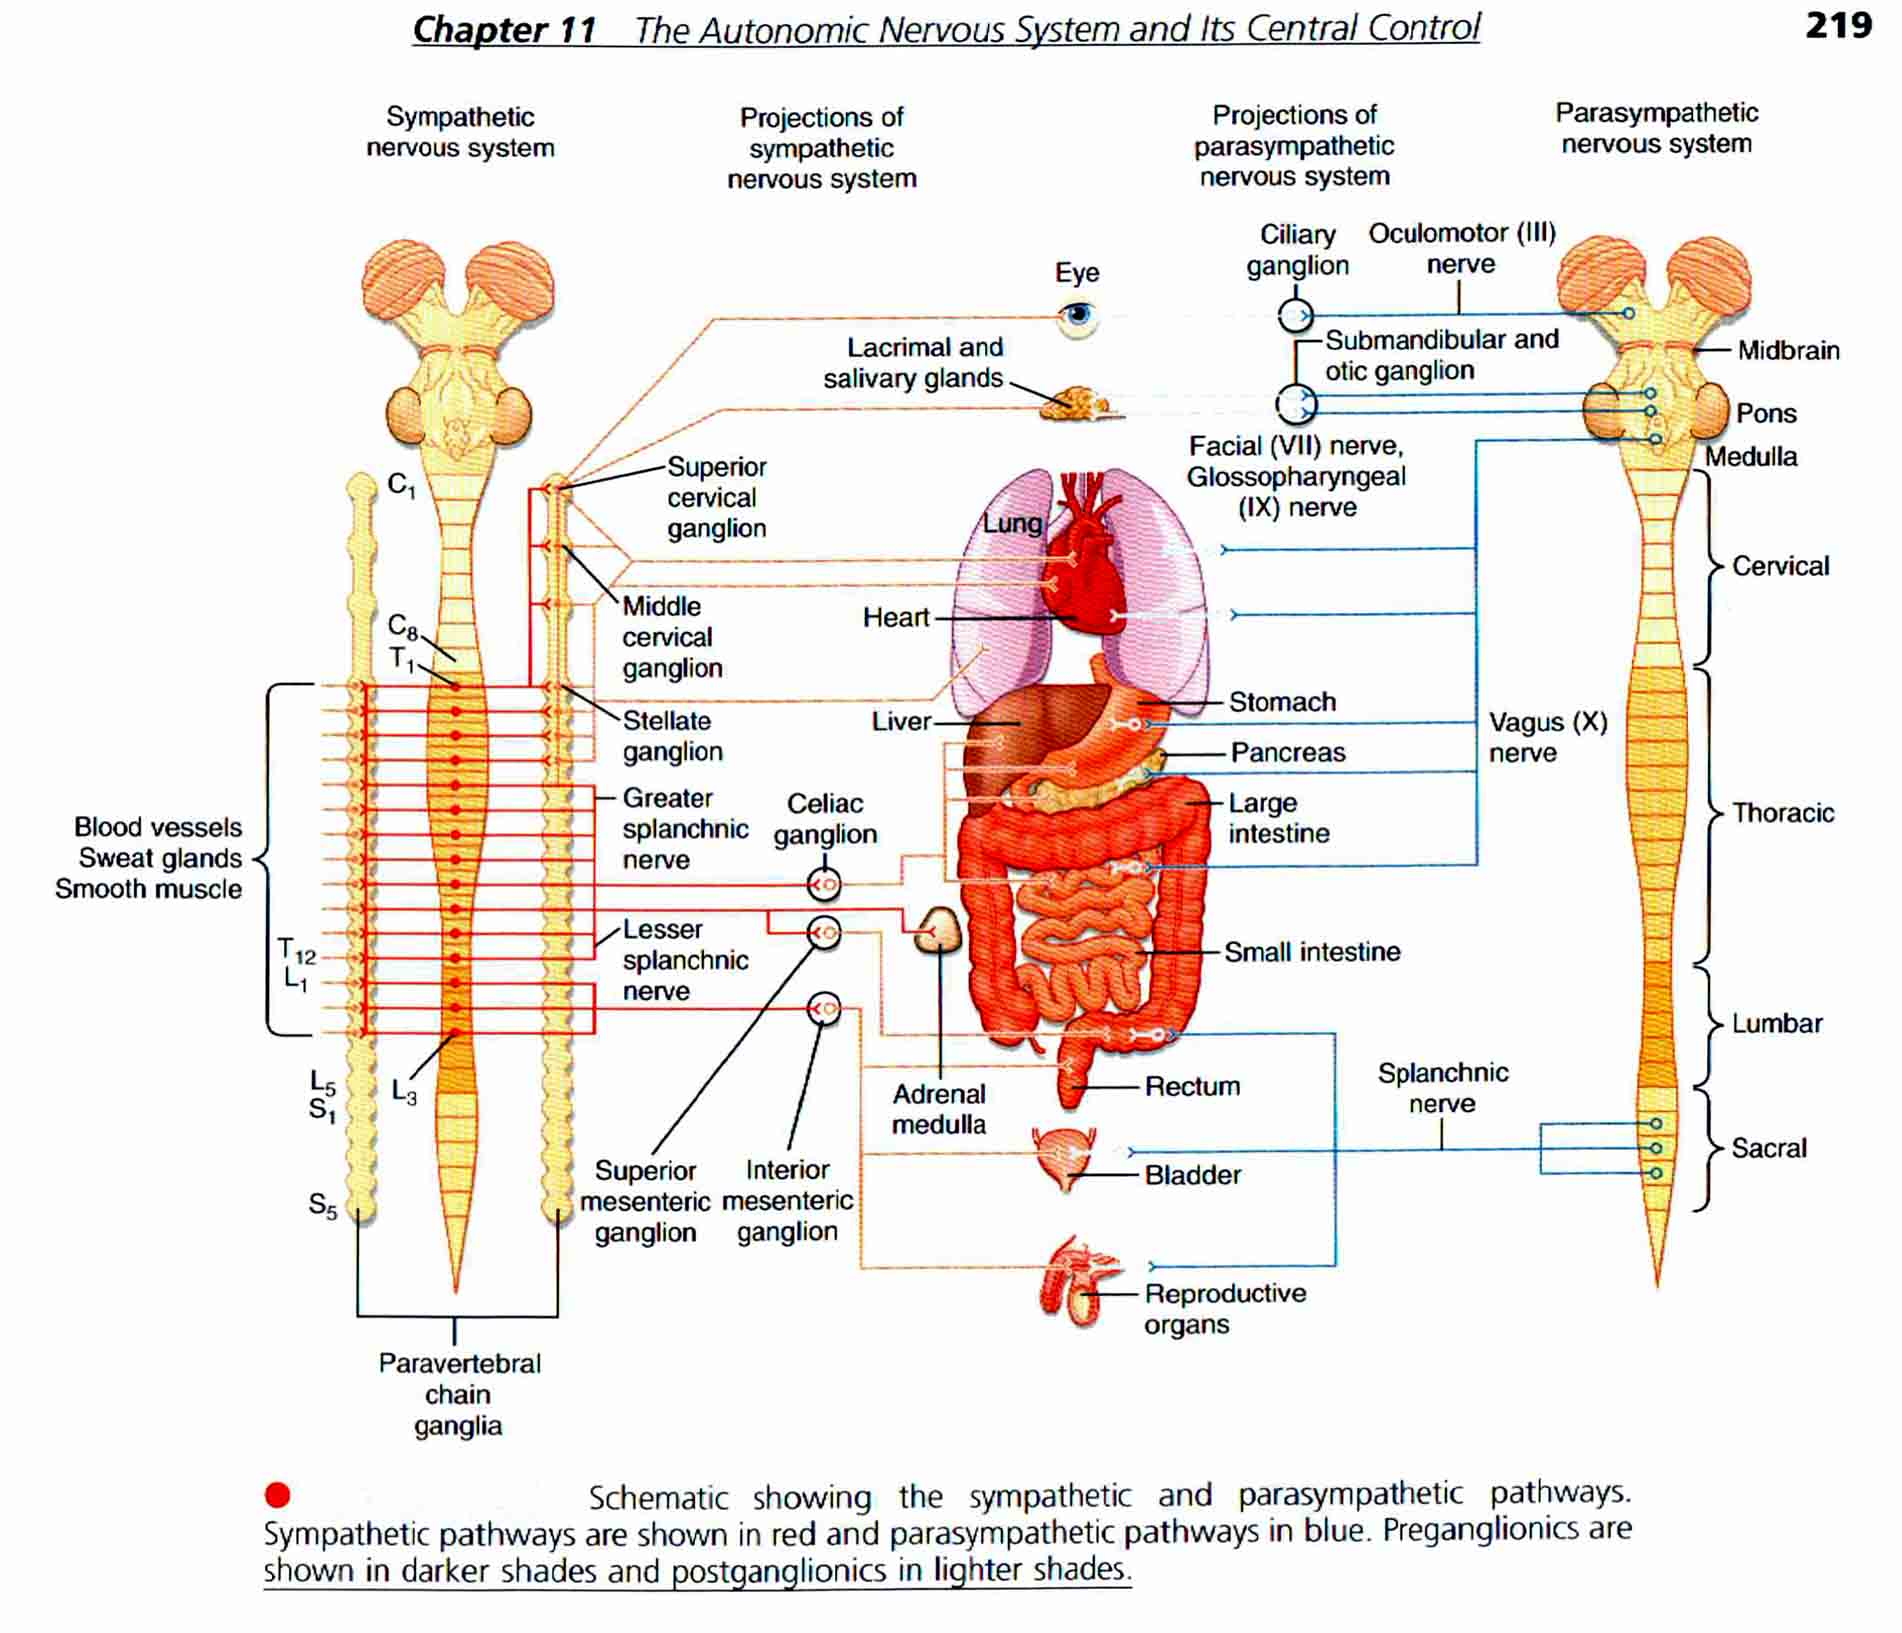 Chapter 11 The Autonomic Nervous System and Its Central Control
219
Sympathetic
nervous system
Projections of
sympathetic
nervous system
Projections of
parasympathetic
nervous system
Parasympathetic
nervous system
Eye
Ciliary
ganglion
Oculomotor (III)
nerve
Lacrimal and
salivary glands
Submandibular and
otic ganglion
Midbrain
Pons
Medulla
Facial (VII) nerve,
Glossopharyngeal
(IX) nerve
C1
Superior
cervical
ganglion
Lung
Cervical
Middle
cervical
ganglion
Heart
C8
T1
Stellate
ganglion
Liver
Stomach
Vagus (X)
nerve
Pancreas
Greater
splanchnic
nerve
Celiac
ganglion
Large
intestine
Thoracic
Blood vessels
Sweat glands
Smooth muscle
Lesser
splanchnic
nerve
T12
L1
Small intestine
Lumbar
L5
S1
L3
Adrenal
medulla
Rectum
Splanchnic
nerve
Sacral
Superior
mesenteric
ganglion
Interior
mesenteric
ganglion
Bladder
S5
Reproductive
organs
Paravertebral
chain
ganglia
Schematic showing the sympathetic and parasympathetic pathways.
Sympathetic pathways are shown in red and parasympathetic pathways in blue. Preganglionics are
shown in darker shades and postganglionics in lighter shades.